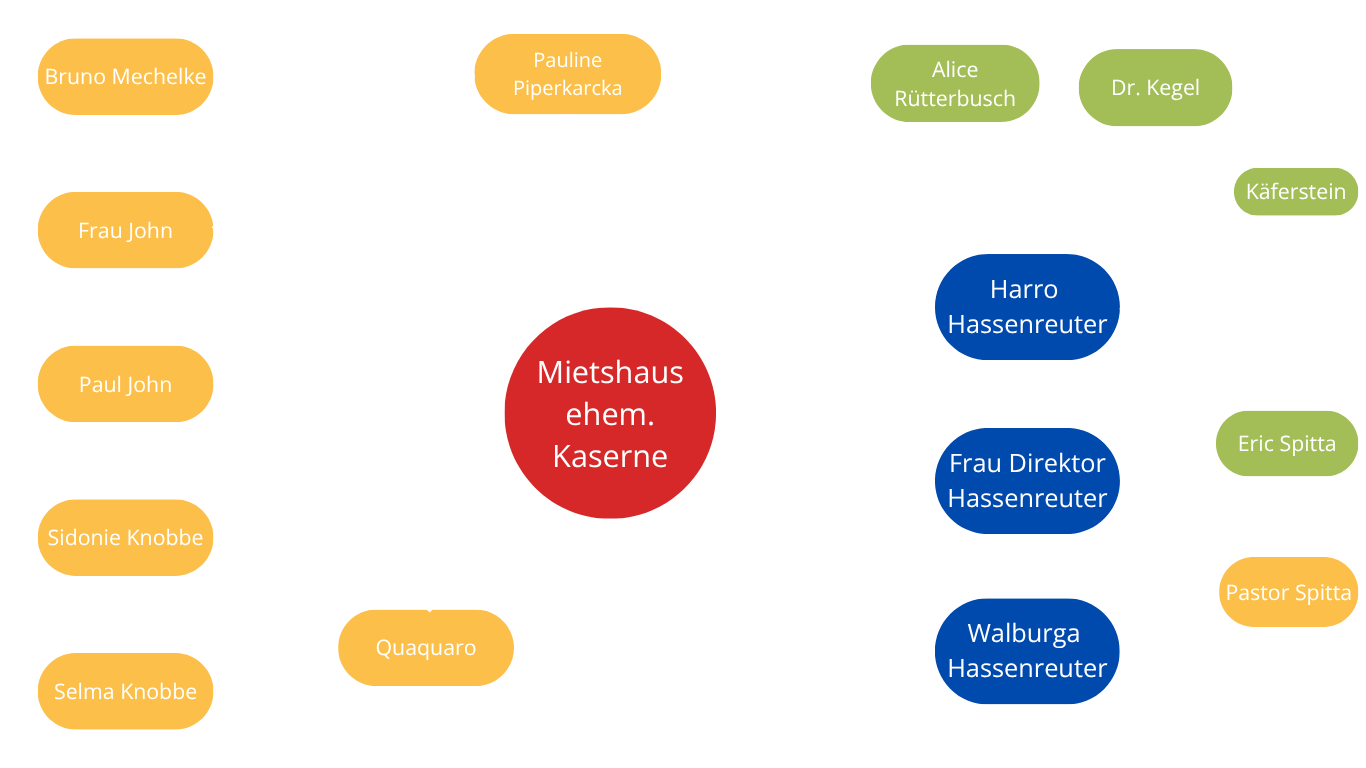 Bruno Mechelke
Pauline
Piperkarcka
Alice
Rütterbusch
Dr. Kegel
Käferstein
Frau John
Harro
Hassenreuter
Paul John
Mietshaus
ehem.
Kaserne
Frau Direktor
Hassenreuter
Eric Spitta
Sidonie Knobbe
Pastor Spitta
Quaquaro
Walburga
Hassenreuter
Selma Knobbe